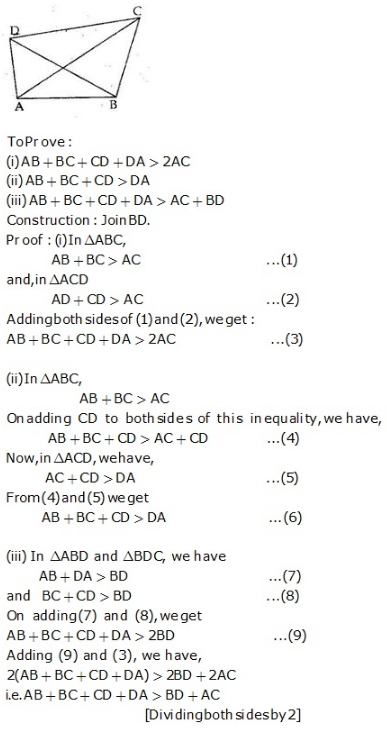 C
D
A B
To Prove :
(i) AB + BC + CD + DA > 2AC
(ii) AB + BC + CD > DA
(iii) AB + BC + CD + DA > AC + BD
Construction : Join BD.
Proof : (i) In ΔABC,
AB + BC > AC ...(1)
and, in ΔACD
AD + CD > AC ...(2)
Adding both sides of (1) and (2), we get :
AB + BC + CD + DA > 2AC ...(3)
(ii) In ΔABC,
AB + BC > AC
On adding CD to both sides of this inequality, we have,
AB + BC + CD > AC + CD ...(4)
Now, in ΔACD, we have,
AC + CD > DA ...(5)
From (4) and (5) we get
AB + BC + CD > DA ...(6)
(iii) In ΔABD and ΔBDC, we have
AB + DA > BD ...(7)
and BC + CD > BD ...(8)
On adding (7) and (8), we get
AB + BC + CD + DA > 2BD ...(9)
Adding (9) and (3), we have,
2(AB + BC + CD + DA) > 2BD + 2AC
i.e. AB + BC + CD + DA > BD + AC
[Dividing both sides by 2]